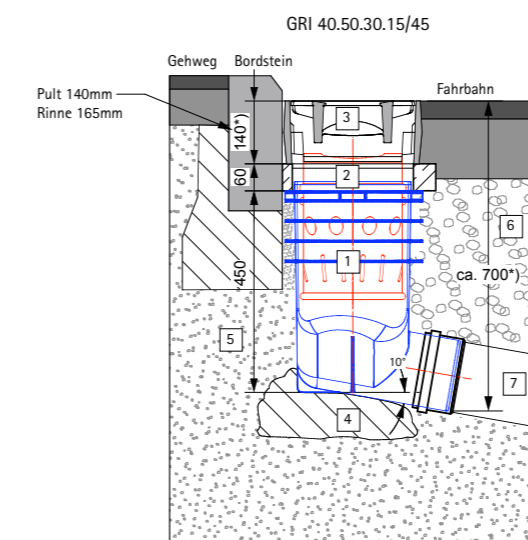 GRI 40.50.30.15/45
Gehweg Bordstein
Fahrbahn
Pult 140mm
Rinne 165mm
140*)
60
450
3
2
1
6
ca. 700*)
5
10°
7
4